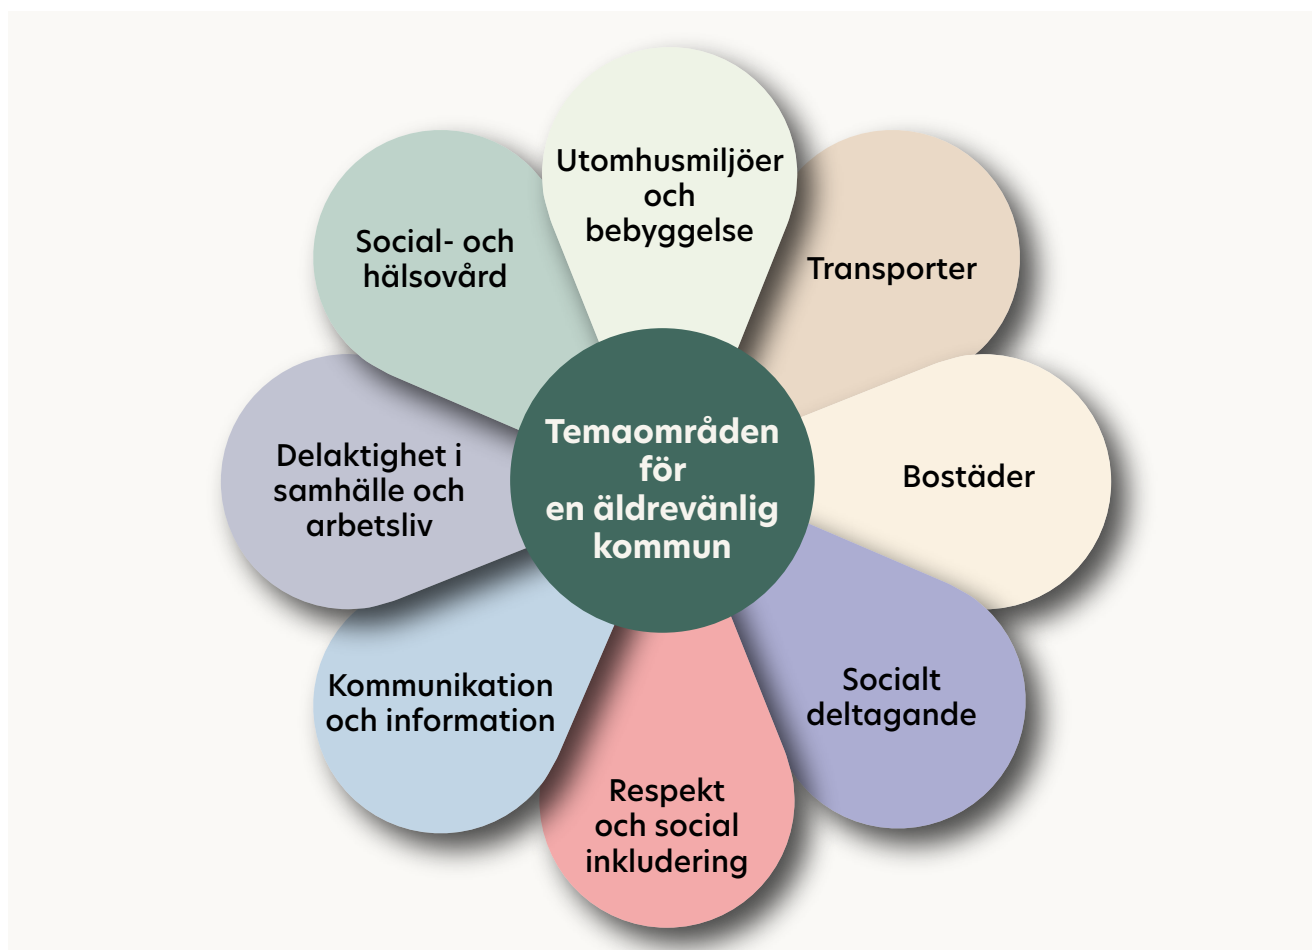 Utomhusmiljöer
och
bebyggelse
Transporter
Bostäder
Socialt
deltagande
Respekt
och social
inkludering
Kommunikation
och information
Delaktighet i
samhälle och
arbetsliv
Social- och
hälsovård
Temaområden
för
en äldrevänlig
kommun